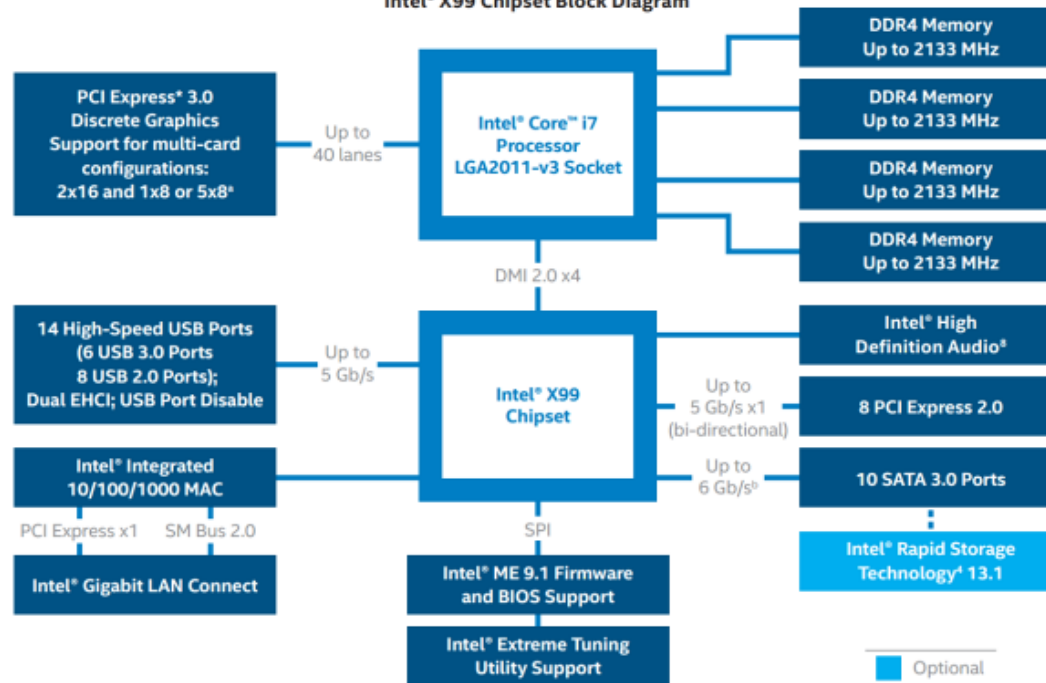 Intel® X99 Chipset Block Diagram
PCI Express* 3.0
Discrete Graphics
Support for multi-card
configurations:
2x16 and 1x8 or 5x8ª
Up to
40 lanes
Intel® Core™ i7
Processor
LGA2011-v3 Socket
DDR4 Memory
Up to 2133 MHz
DDR4 Memory
Up to 2133 MHz
DDR4 Memory
Up to 2133 MHz
DDR4 Memory
Up to 2133 MHz
DMI 2.0 x4
14 High-Speed USB Ports
(6 USB 3.0 Ports
8 USB 2.0 Ports);
Dual EHCI; USB Port Disable
Up to
5 Gb/s
Intel® X99
Chipset
Intel® High
Definition Audio⁸
Up to
5 Gb/s x1
(bi-directional)
8 PCI Express 2.0
Intel® Integrated
10/100/1000 MAC
Up to
6 Gb/sᵇ
10 SATA 3.0 Ports
PCI Express x1
SM Bus 2.0
SPI
Intel® Gigabit LAN Connect
Intel® ME 9.1 Firmware
and BIOS Support
Intel® Rapid Storage
Technology⁴ 13.1
Intel® Extreme Tuning
Utility Support
Optional